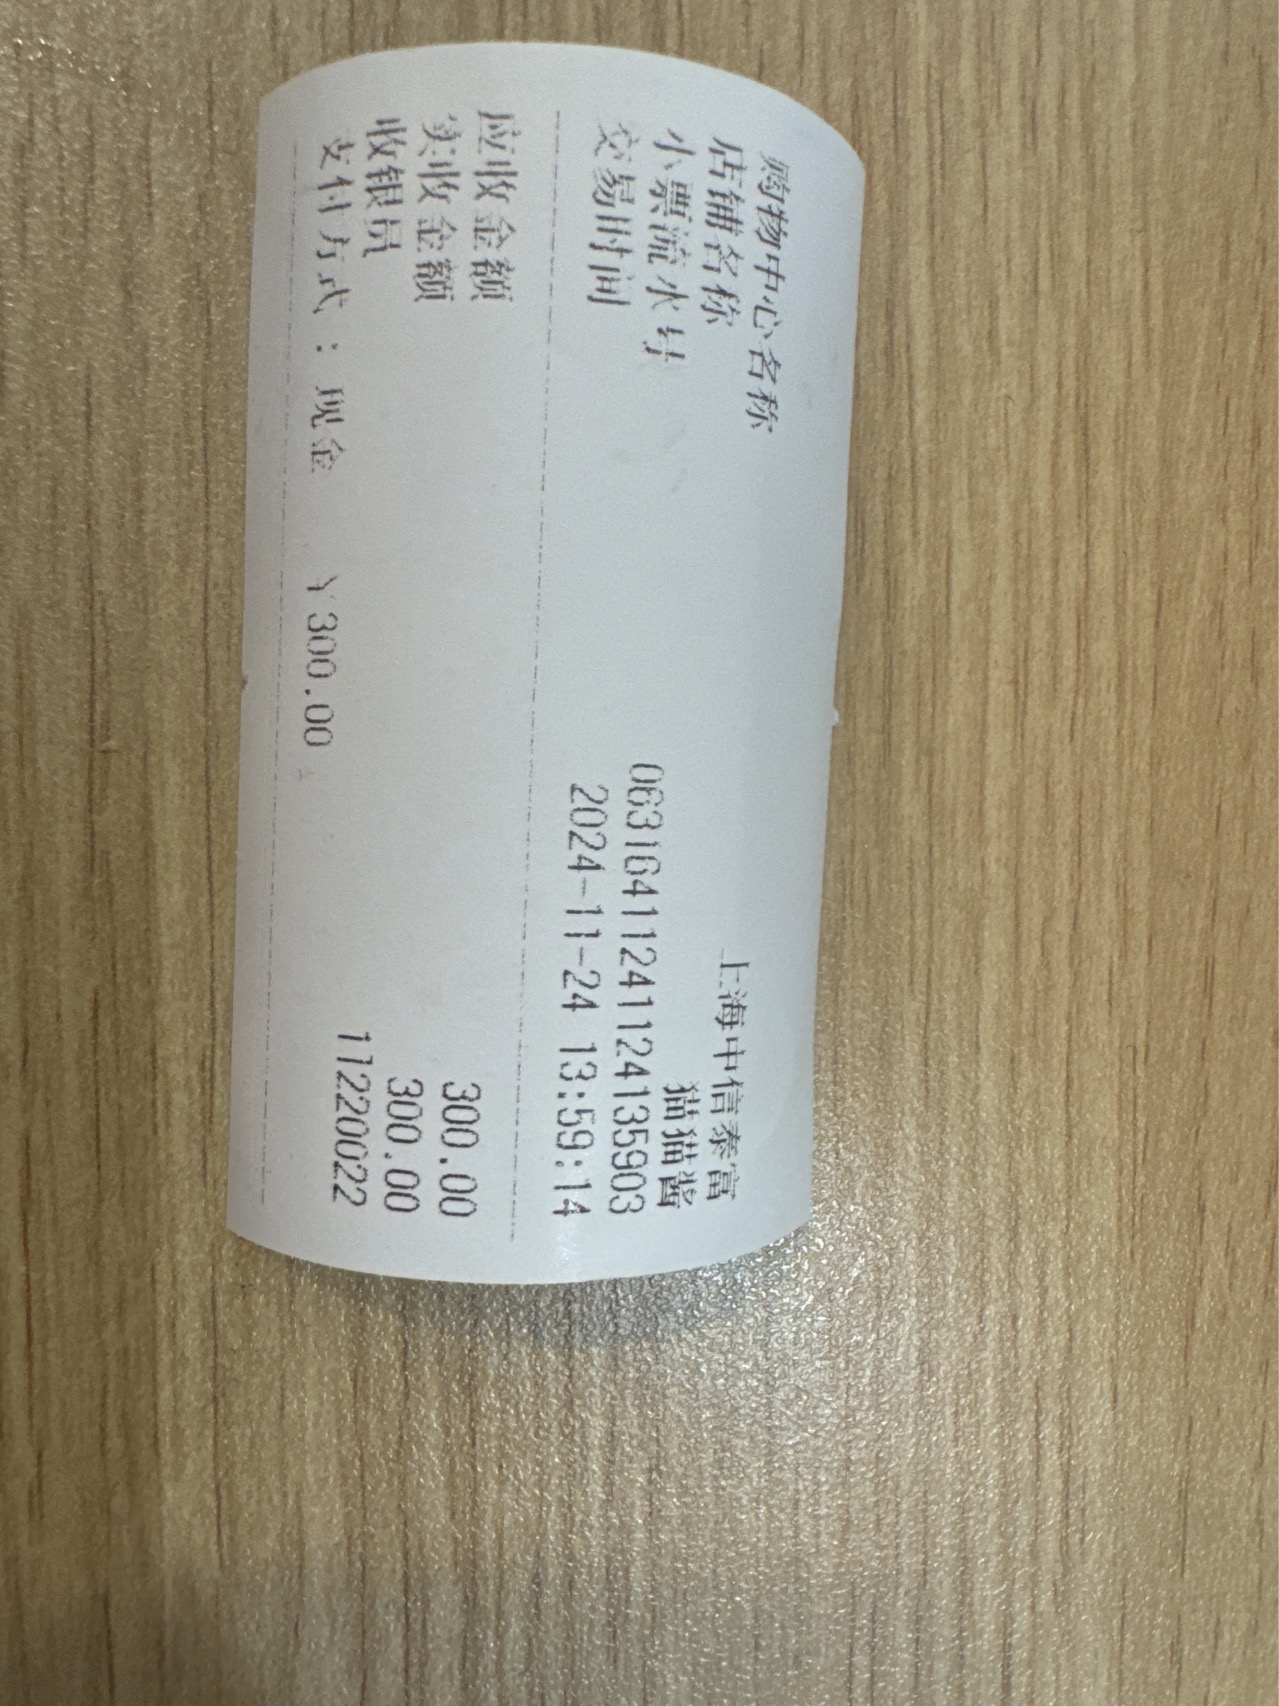 购物中心名称 上海中信泰富
店铺名称 猫猫酱
小票流水号 06316411241124135903
交易时间 2024-11-24 13:59:14
应收金额 300.00
实收金额 300.00
收银员 11220022
支付方式：现金 ¥300.00